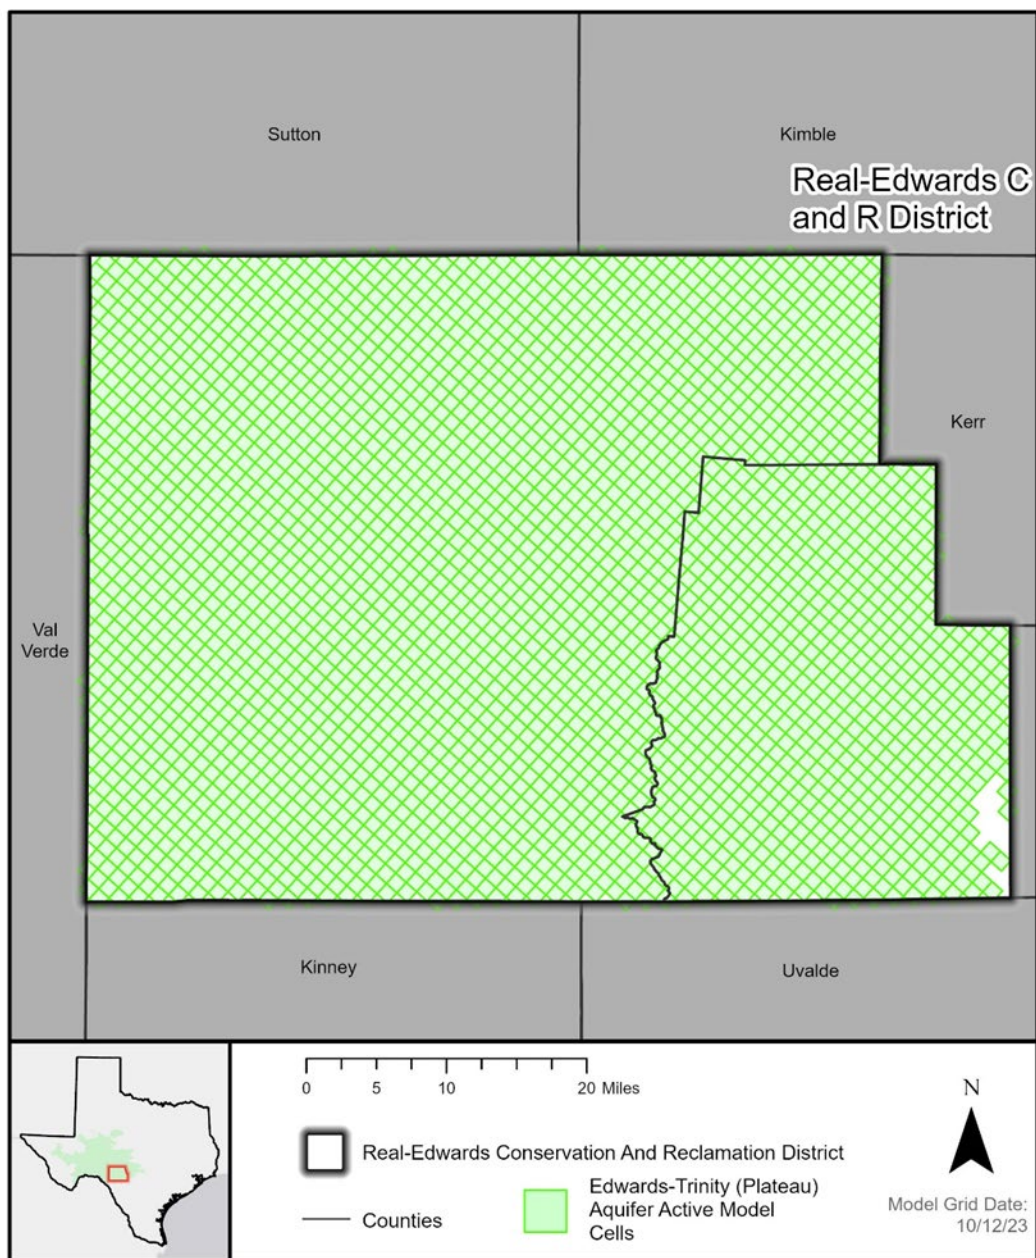 Sutton
Kimble
Real-Edwards C
and R District
Kerr
Val
Verde
Kinney
Uvalde
0 5 10 20 Miles
N
Real-Edwards Conservation And Reclamation District
Counties
Edwards-Trinity (Plateau)
Aquifer Active Model
Cells
Model Grid Date:
10/12/23